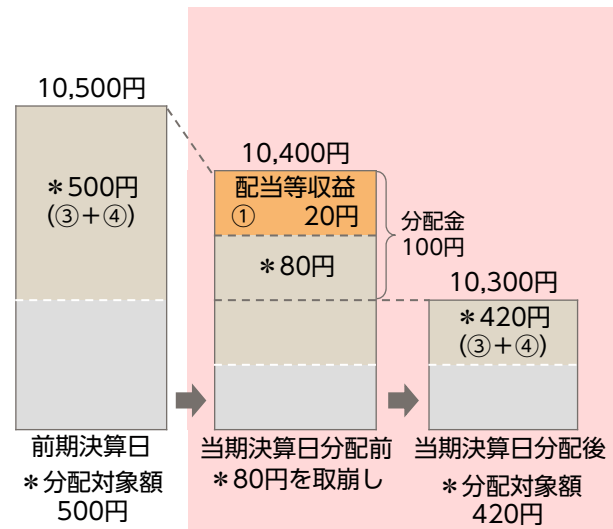 10,500円
＊500円
(③＋④)
前期決算日
＊分配対象額
500円
10,400円
配当等収益
① 20円
＊80円
分配金
100円
当期決算日分配前
＊80円を取崩し
10,300円
＊420円
(③＋④)
当期決算日分配後
＊分配対象額
420円